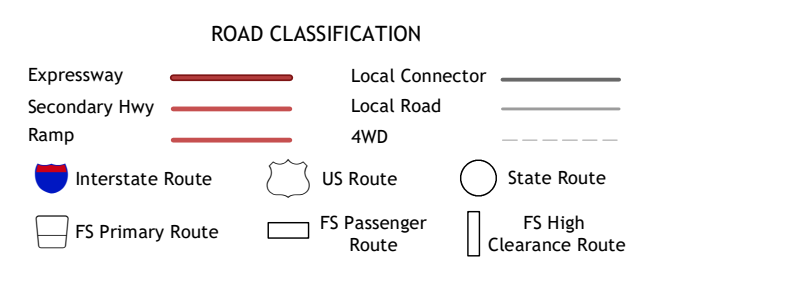 ROAD CLASSIFICATION
Expressway
Local Connector
Secondary Hwy
Local Road
Ramp
4WD
Interstate Route
US Route
State Route
FS Primary Route
FS Passenger
Route
FS High
Clearance Route